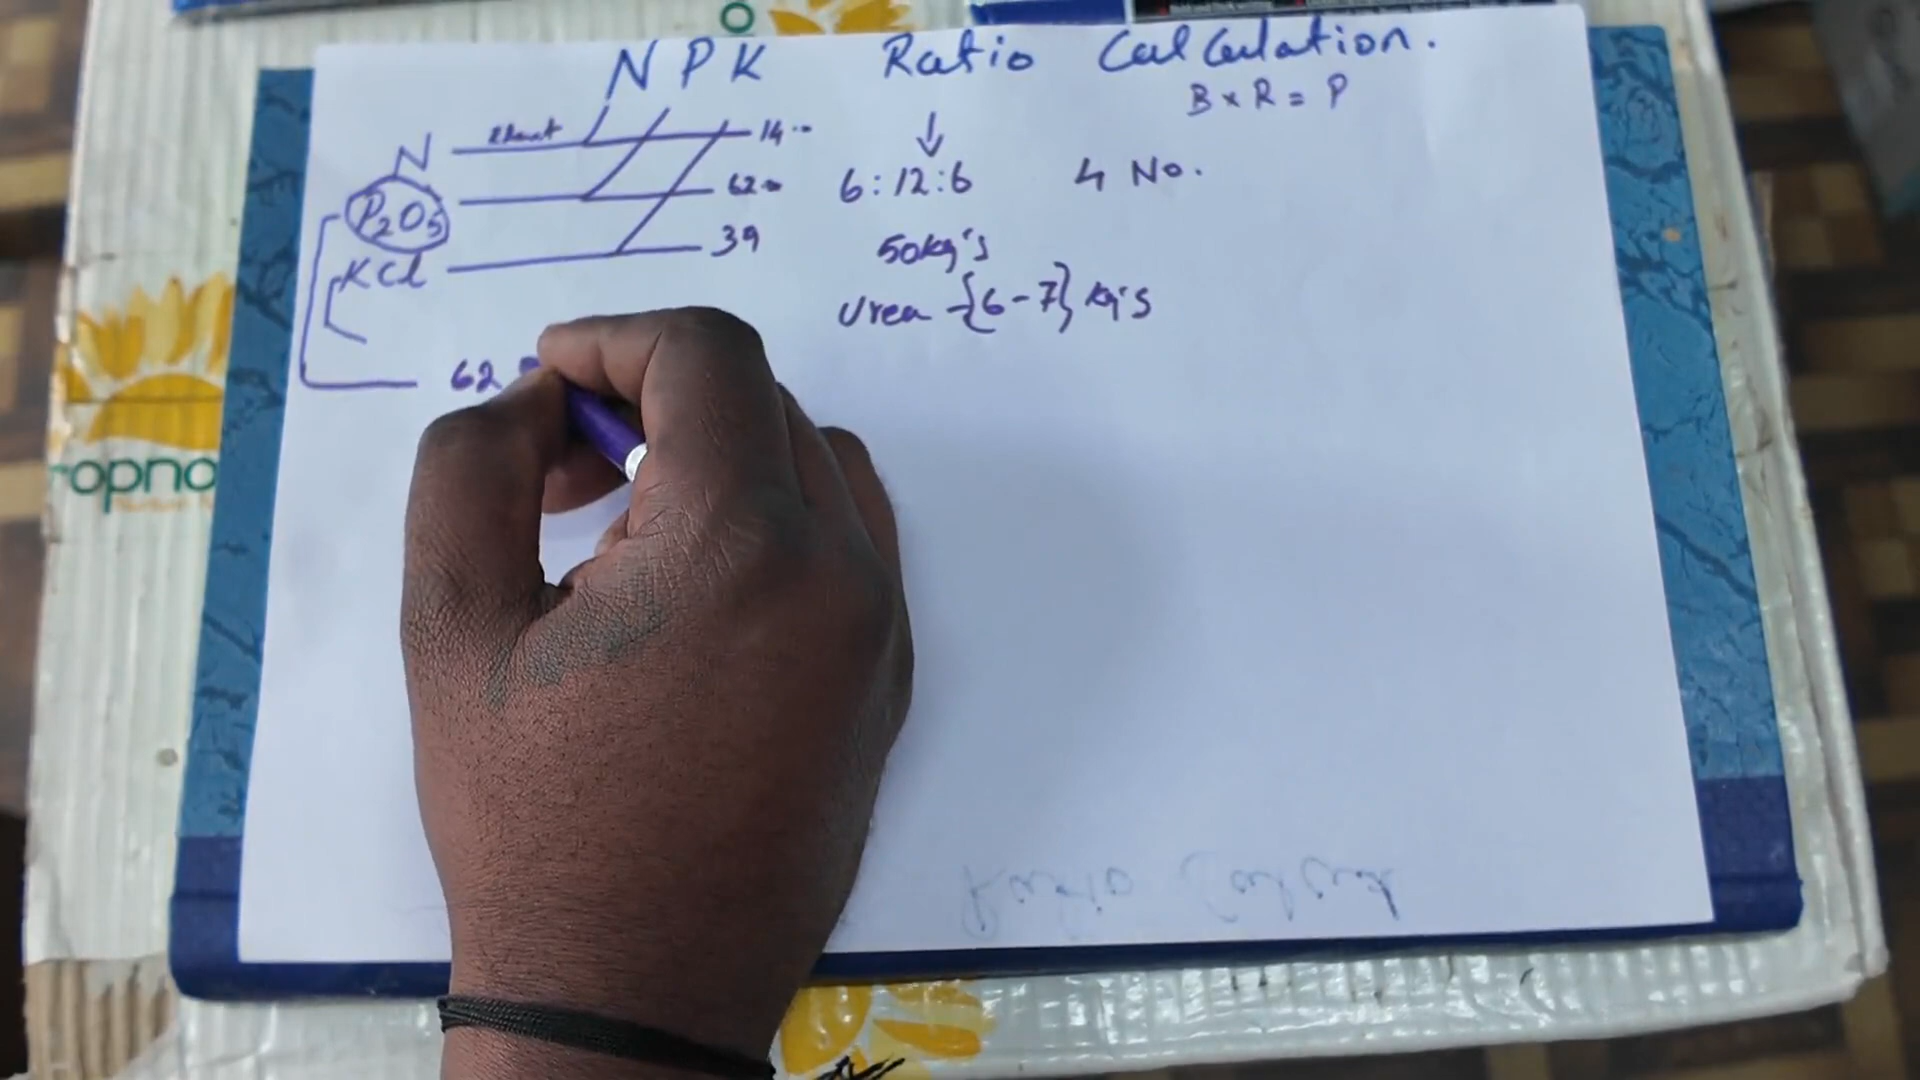 NPK Ratio Calculation.
B x R = P
N 14
P2O5 62
KCl 39
6:12:6 4 No.
50kg's
Urea -{6-7} kg's
62
ropno